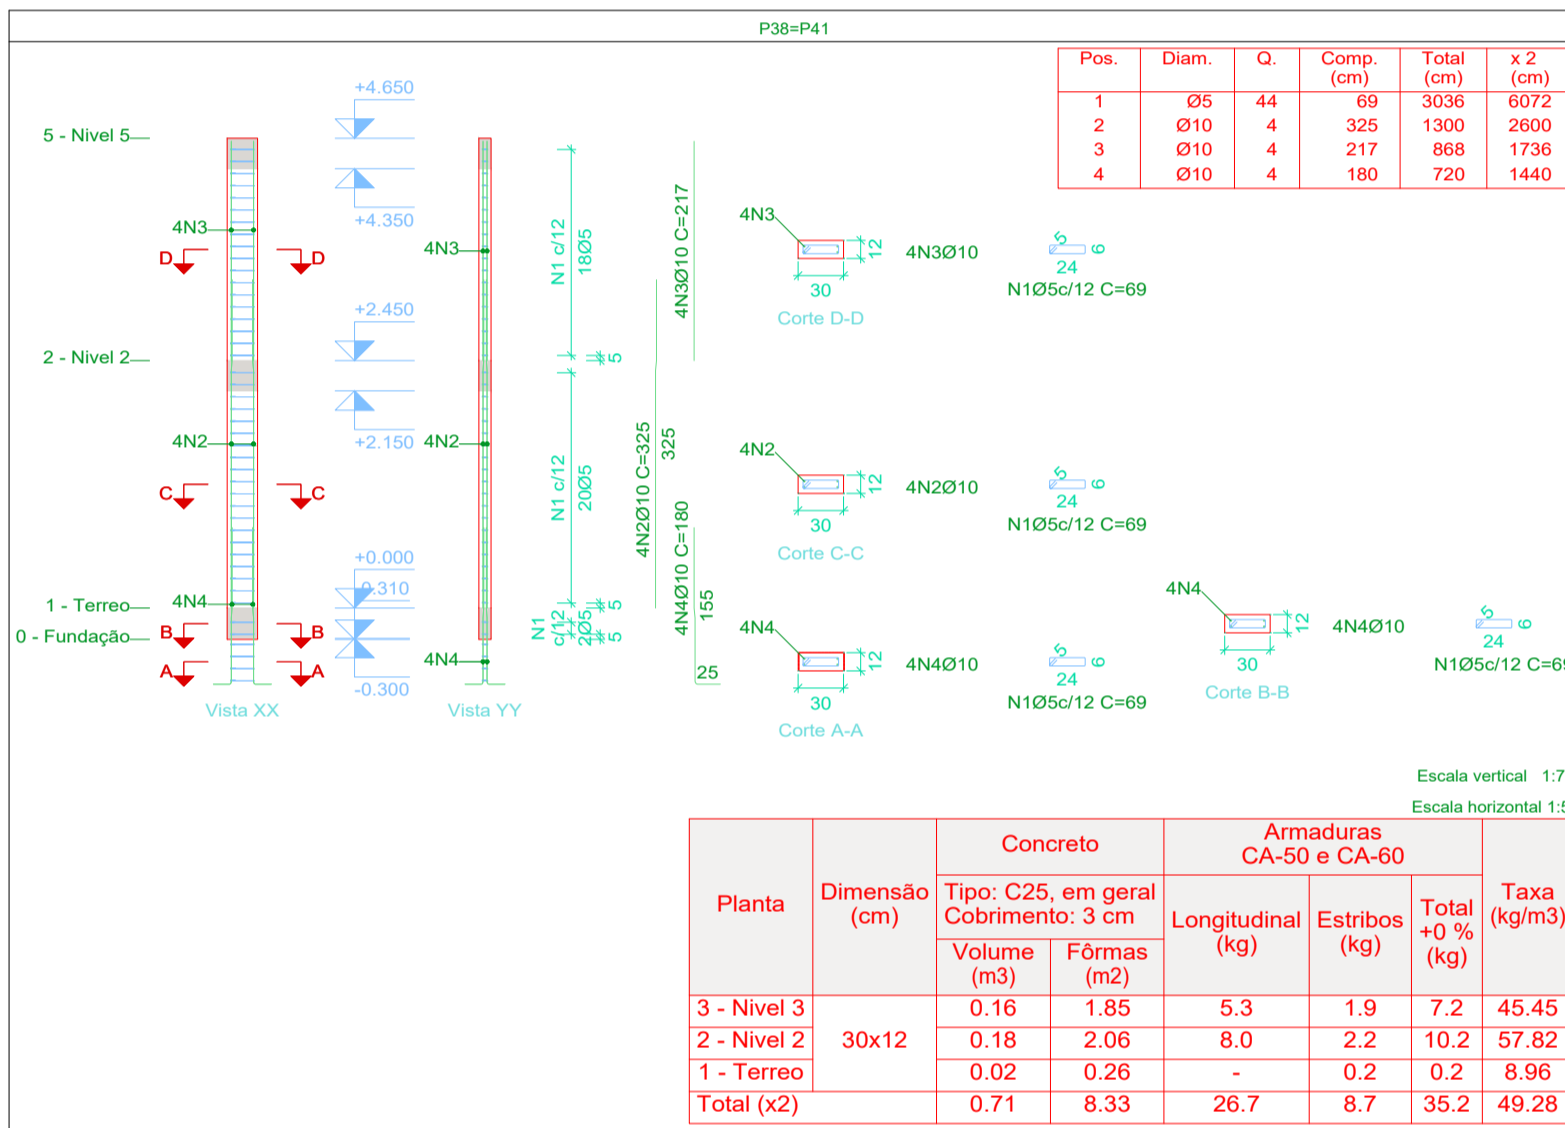 P38=P41
Pos. Diam. Q. Comp. (cm) Total (cm) x 2 (cm)
1 Ø5 44 69 3036 6072
2 Ø10 4 325 1300 2600
3 Ø10 4 217 868 1736
4 Ø10 4 180 720 1440
5 - Nivel 5
2 - Nivel 2
1 - Terreo
0 - Fundação
4N3
D D
4N2
C C
4N4
B B
A A
Vista XX
+4.650
+4.350
+2.450
+2.150
+0.000
-0.300
4N3
4N2
4N4
Vista YY
N1 c/12
18Ø5
5
N1 c/12
20Ø5
5
N1
c/12
2Ø5
5
4N2Ø10 C=325
325
4N3Ø10 C=217
4N4Ø10 C=180
155
25
4N3
12
30
4N3Ø10
Corte D-D
5
6
24
N1Ø5c/12 C=69
4N2
12
30
4N2Ø10
Corte C-C
5
6
24
N1Ø5c/12 C=69
4N4
12
30
4N4Ø10
Corte A-A
5
6
24
N1Ø5c/12 C=69
4N4
12
30
4N4Ø10
Corte B-B
5
6
24
N1Ø5c/12
Escala vertical
Escala horizontal
Planta Dimensão (cm) Concreto Armaduras CA-50 e CA-60 Taxa (kg/m3)
Tipo: C25, em geral
Cobrimento: 3 cm
Volume (m3) Fôrmas (m2) Longitudinal (kg) Estribos (kg) Total +0 % (kg)
3 - Nivel 3 30x12 0.16 1.85 5.3 1.9 7.2 45.45
2 - Nivel 2 0.18 2.06 8.0 2.2 10.2 57.82
1 - Terreo 0.02 0.26 - 0.2 0.2 8.96
Total (x2) 0.71 8.33 26.7 8.7 35.2 49.28